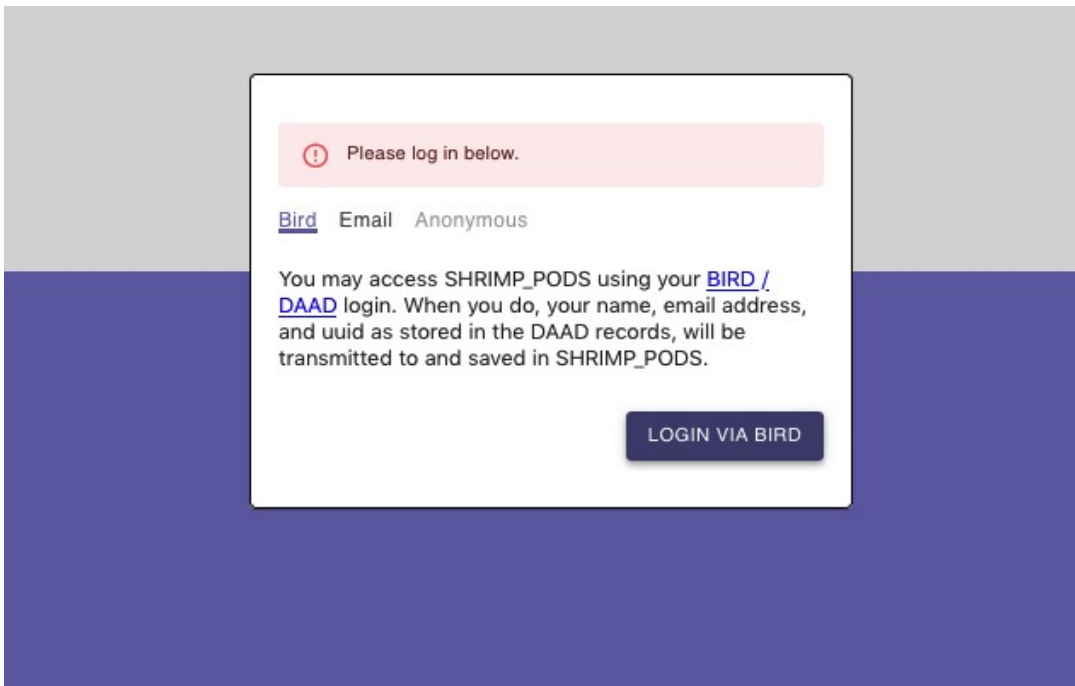 Please log in below.
Bird Email Anonymous
You may access SHRIMP_PODS using your BIRD /
DAAD login. When you do, your name, email address,
and uuid as stored in the DAAD records, will be
transmitted to and saved in SHRIMP_PODS.
LOGIN VIA BIRD